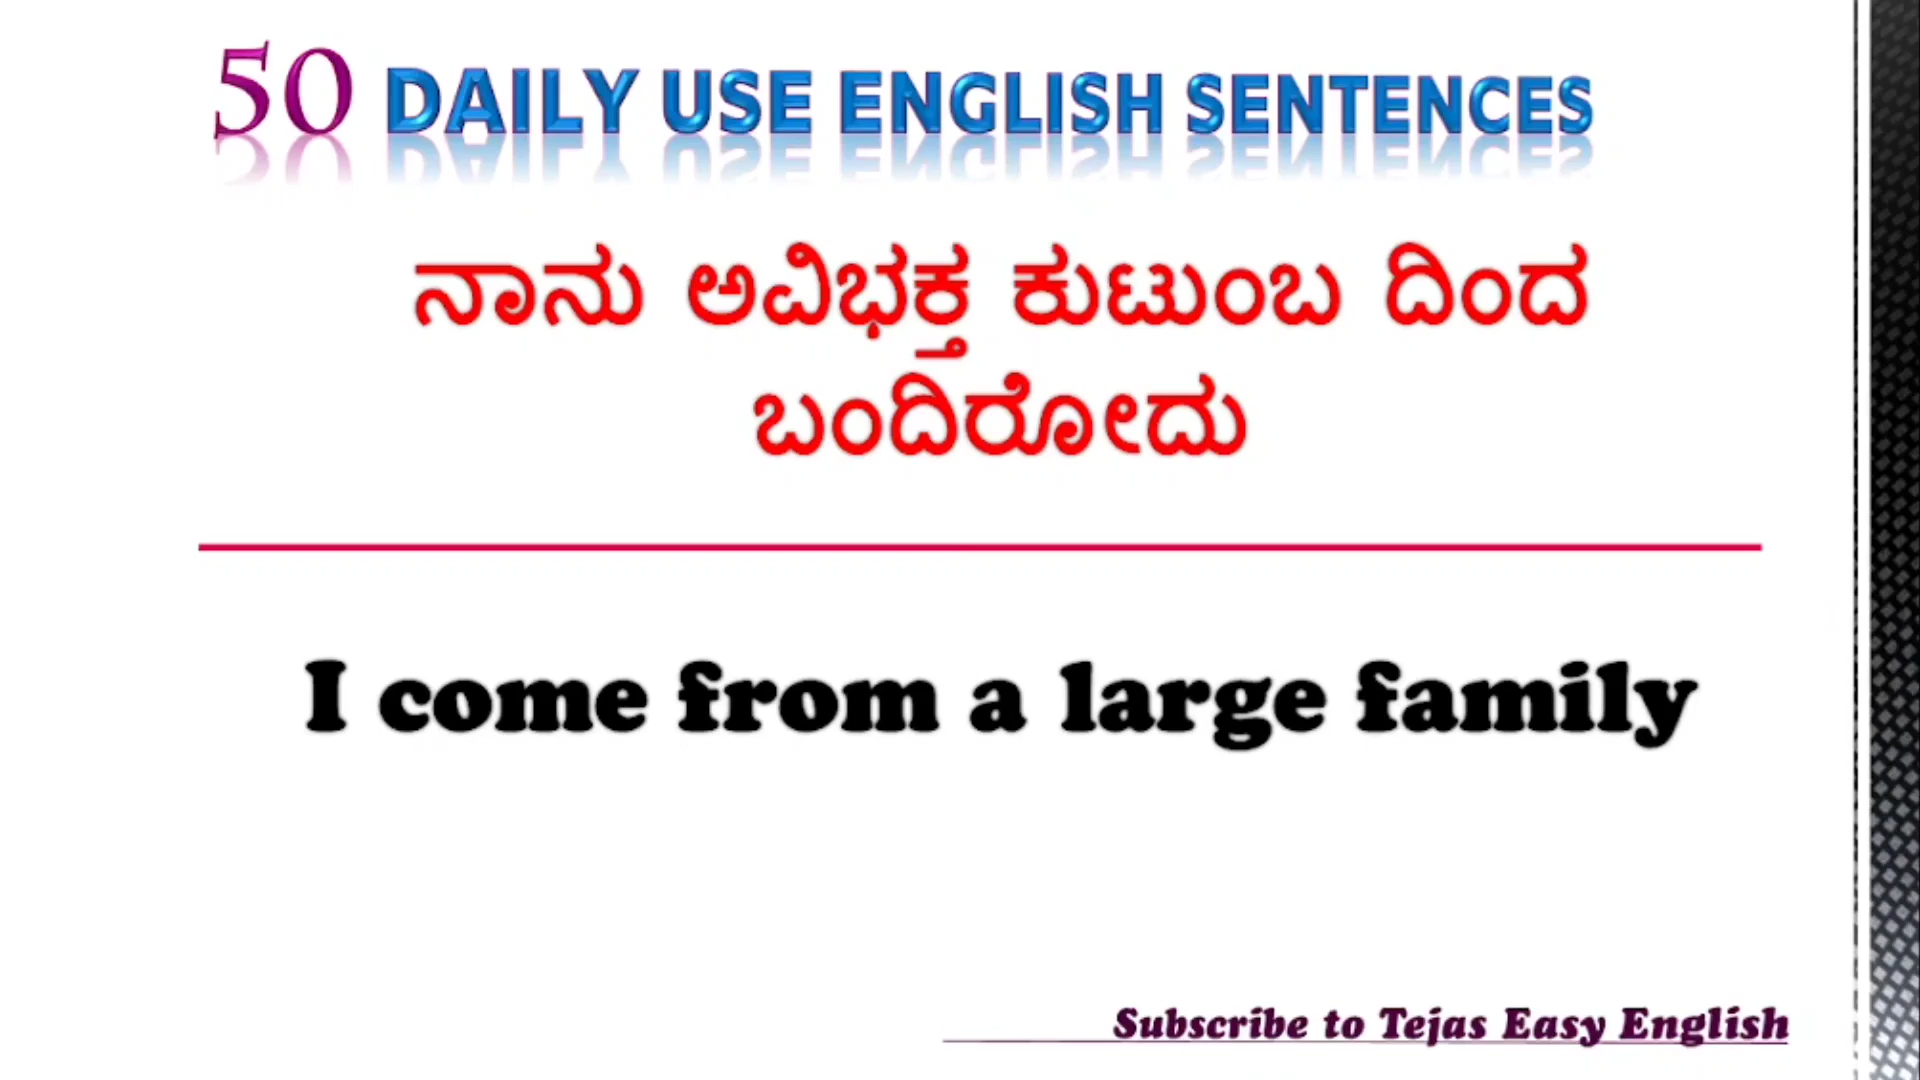 50 DAILY USE ENGLISH SENTENCES
ನಾನು ಅವಿಭಕ್ತ ಕುಟುಂಬ ದಿಂದ
ಬಂದಿರೋದು
I come from a large family
Subscribe to Tejas Easy English